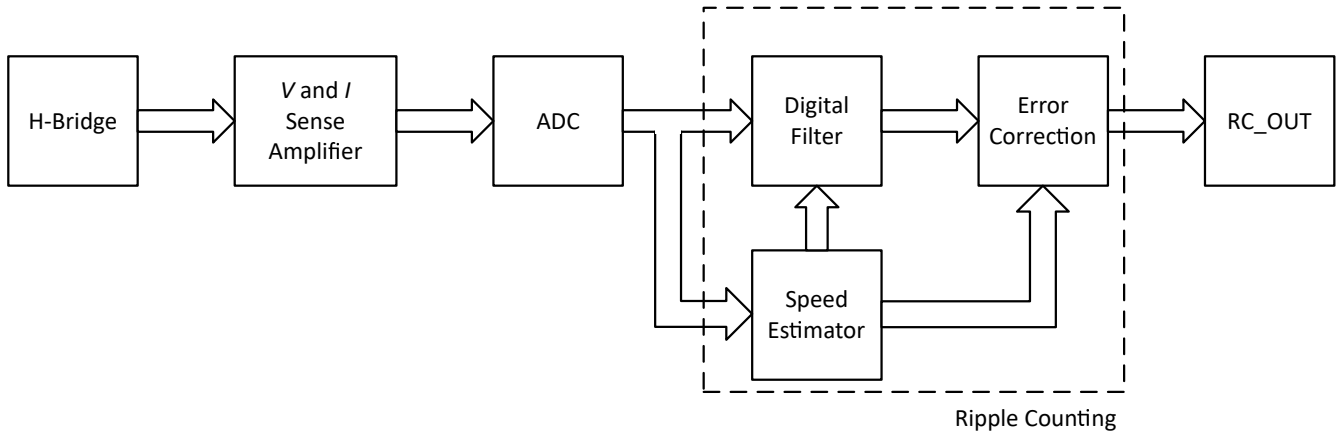 H-Bridge
V and I
Sense
Amplifier
ADC
Digital
Filter
Error
Correction
RC_OUT
Speed
Estimator
Ripple Counting